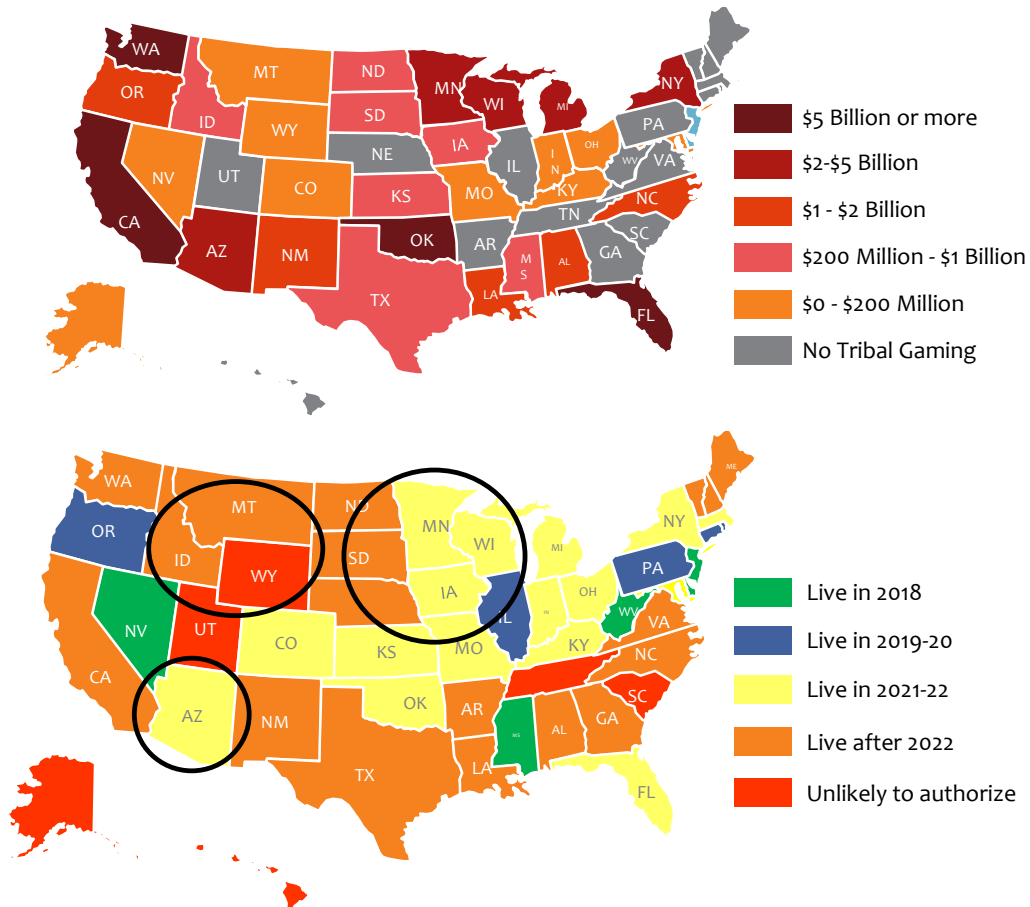 WA
MT
ND
MN
OR
ID
SD
WI
MI
NY
WY
IA
PA
NE
IL
I
N
OH
NV
UT
CO
KS
MO
KY
WV
VA
CA
AZ
NM
OK
AR
TN
NC
SC
M
S
AL
GA
TX
LA
FL
$5 Billion or more
$2-$5 Billion
$1 - $2 Billion
$200 Million - $1 Billion
$0 - $200 Million
No Tribal Gaming
WA
MT
ND
MN
ME
OR
ID
SD
WI
MI
NY
WY
IA
PA
NV
UT
CO
IL
IN
OH
WV
VA
CA
KS
MO
KY
NC
AZ
NM
OK
AR
SC
MS
AL
GA
TX
LA
FL
Live in 2018
Live in 2019-20
Live in 2021-22
Live after 2022
Unlikely to authorize